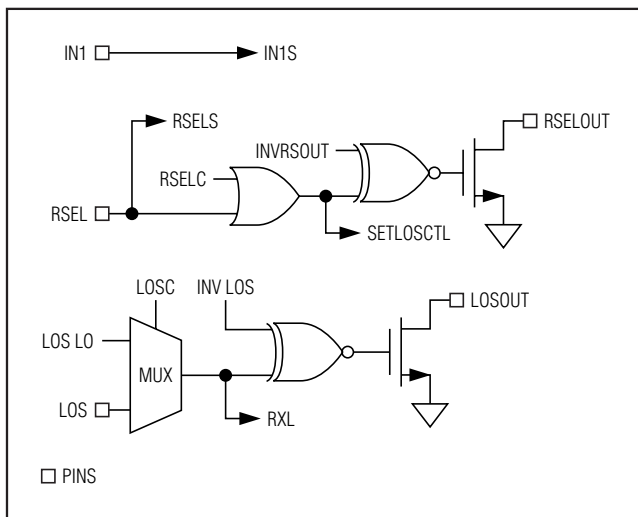 IN1
IN1S
RSELS
RSELOUT
INVRSOUT
RSELC
RSEL
SETLOSCTL
LOSC
INV LOS
LOSOUT
LOS LO
MUX
LOS
RXL
PINS